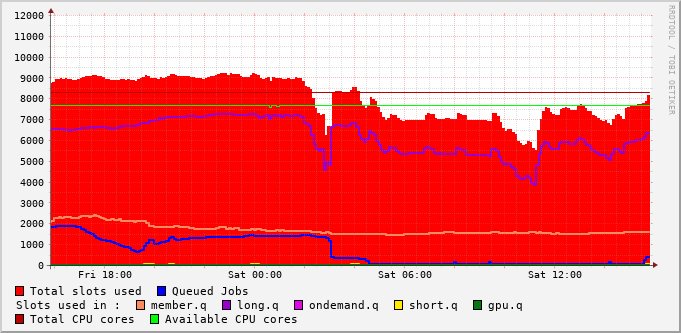 12000
11000
10000
9000
8000
7000
6000
5000
4000
3000
2000
1000
0
Fri 18:00 Sat 00:00 Sat 06:00 Sat 12:00
Total slots used Queued Jobs
Slots used in : member.q long.q ondemand.q short.q gpu.q
Total CPU cores Available CPU cores
RRDTOOL / TOBI OETIKER